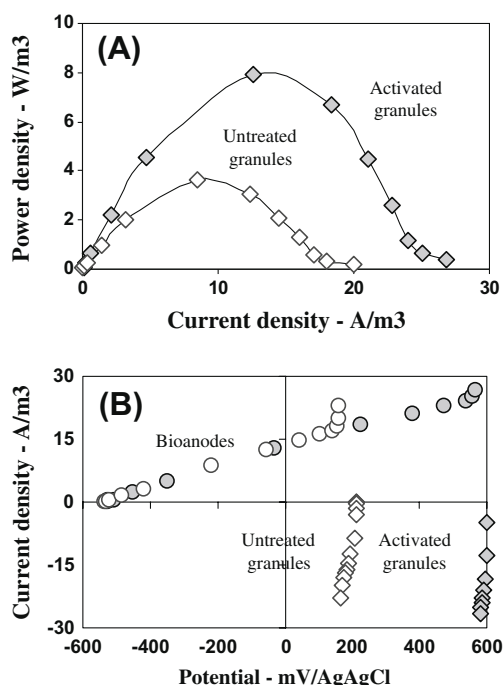 (A)
Power density - W/m3
10
8
6
4
2
0
Activated
granules
Untreated
granules
0
10
20
30
Current density - A/m3
(B)
Current density - A/m3
30
15
0
-15
-30
Bioanodes
Untreated
granules
Activated
granules
-600
-400
-200
0
200
400
600
Potential - mV/AgAgCl